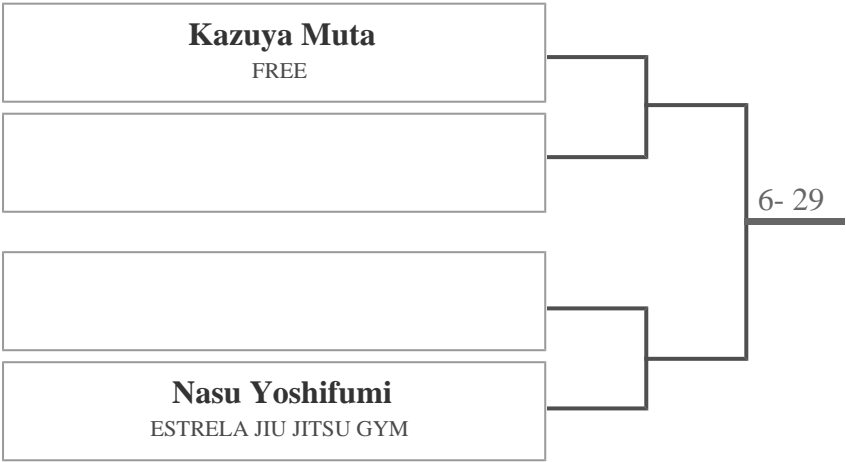 Kazuya Muta
FREE
6- 29
Nasu Yoshifumi
ESTRELA JIU JITSU GYM